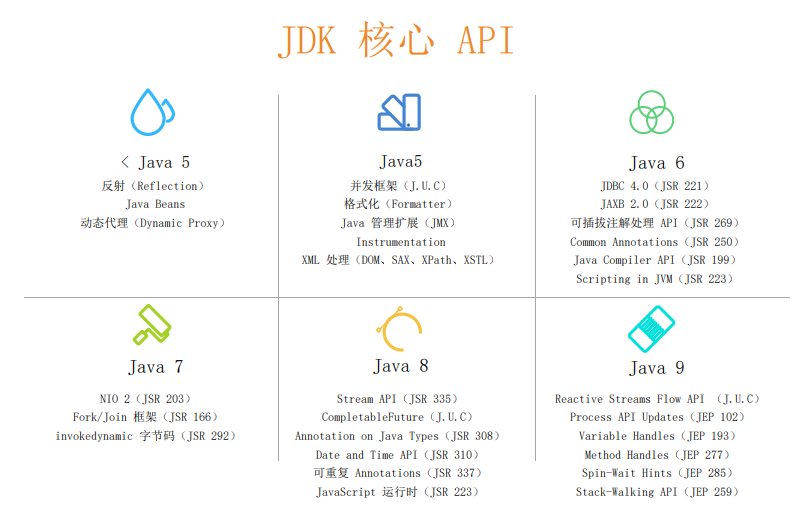 JDK 核心 API
< Java 5
反射（Reflection）
Java Beans
动态代理（Dynamic Proxy）
Java5
并发框架（J.U.C）
格式化（Formatter）
Java 管理扩展（JMX）
Instrumentation
XML 处理（DOM、SAX、XPath、XSTL）
Java 6
JDBC 4.0（JSR 221）
JAXB 2.0（JSR 222）
可插拔注解处理 API（JSR 269）
Common Annotations（JSR 250）
Java Compiler API（JSR 199）
Scripting in JVM（JSR 223）
Java 7
NIO 2（JSR 203）
Fork/Join 框架（JSR 166）
invokedynamic 字节码（JSR 292）
Java 8
Stream API（JSR 335）
CompletableFuture（J.U.C）
Annotation on Java Types（JSR 308）
Date and Time API（JSR 310）
可重复 Annotations（JSR 337）
JavaScript 运行时（JSR 223）
Java 9
Reactive Streams Flow API （J.U.C）
Process API Updates（JEP 102）
Variable Handles（JEP 193）
Method Handles（JEP 277）
Spin-Wait Hints（JEP 285）
Stack-Walking API（JEP 259）